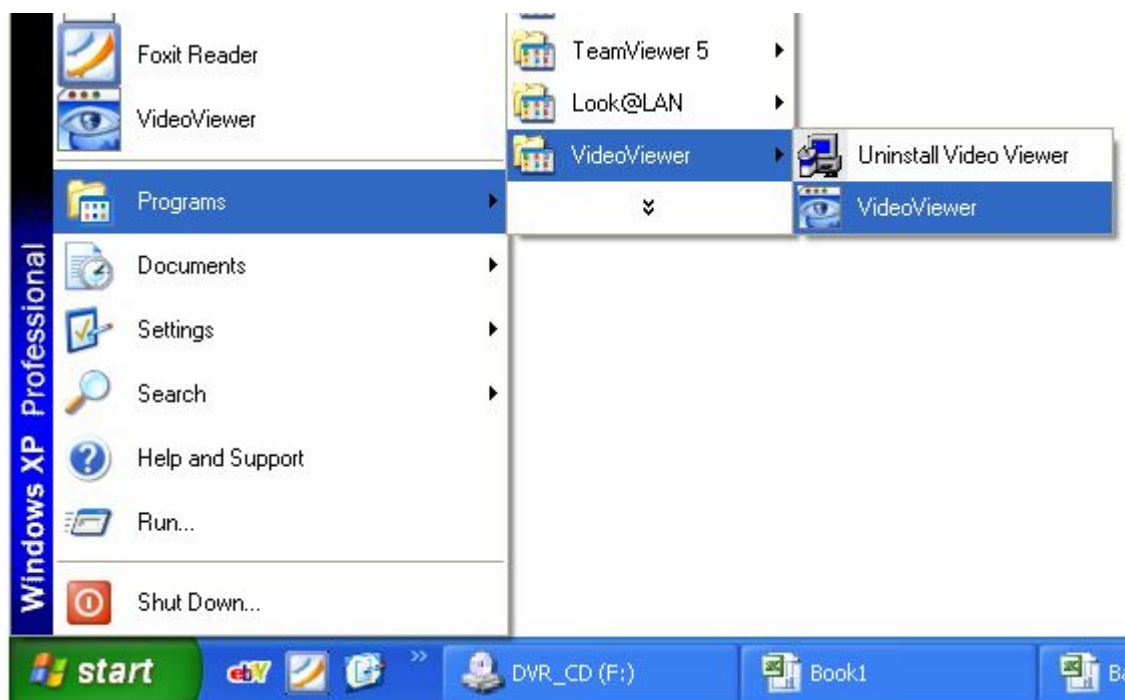 Foxit Reader
VideoViewer
Programs
Documents
Settings
Search
Help and Support
Run...
Shut Down...
Windows XP Professional
TeamViewer 5
Look@LAN
VideoViewer
Uninstall Video Viewer
VideoViewer
start
ebY
DVR_CD (F:)
Book1